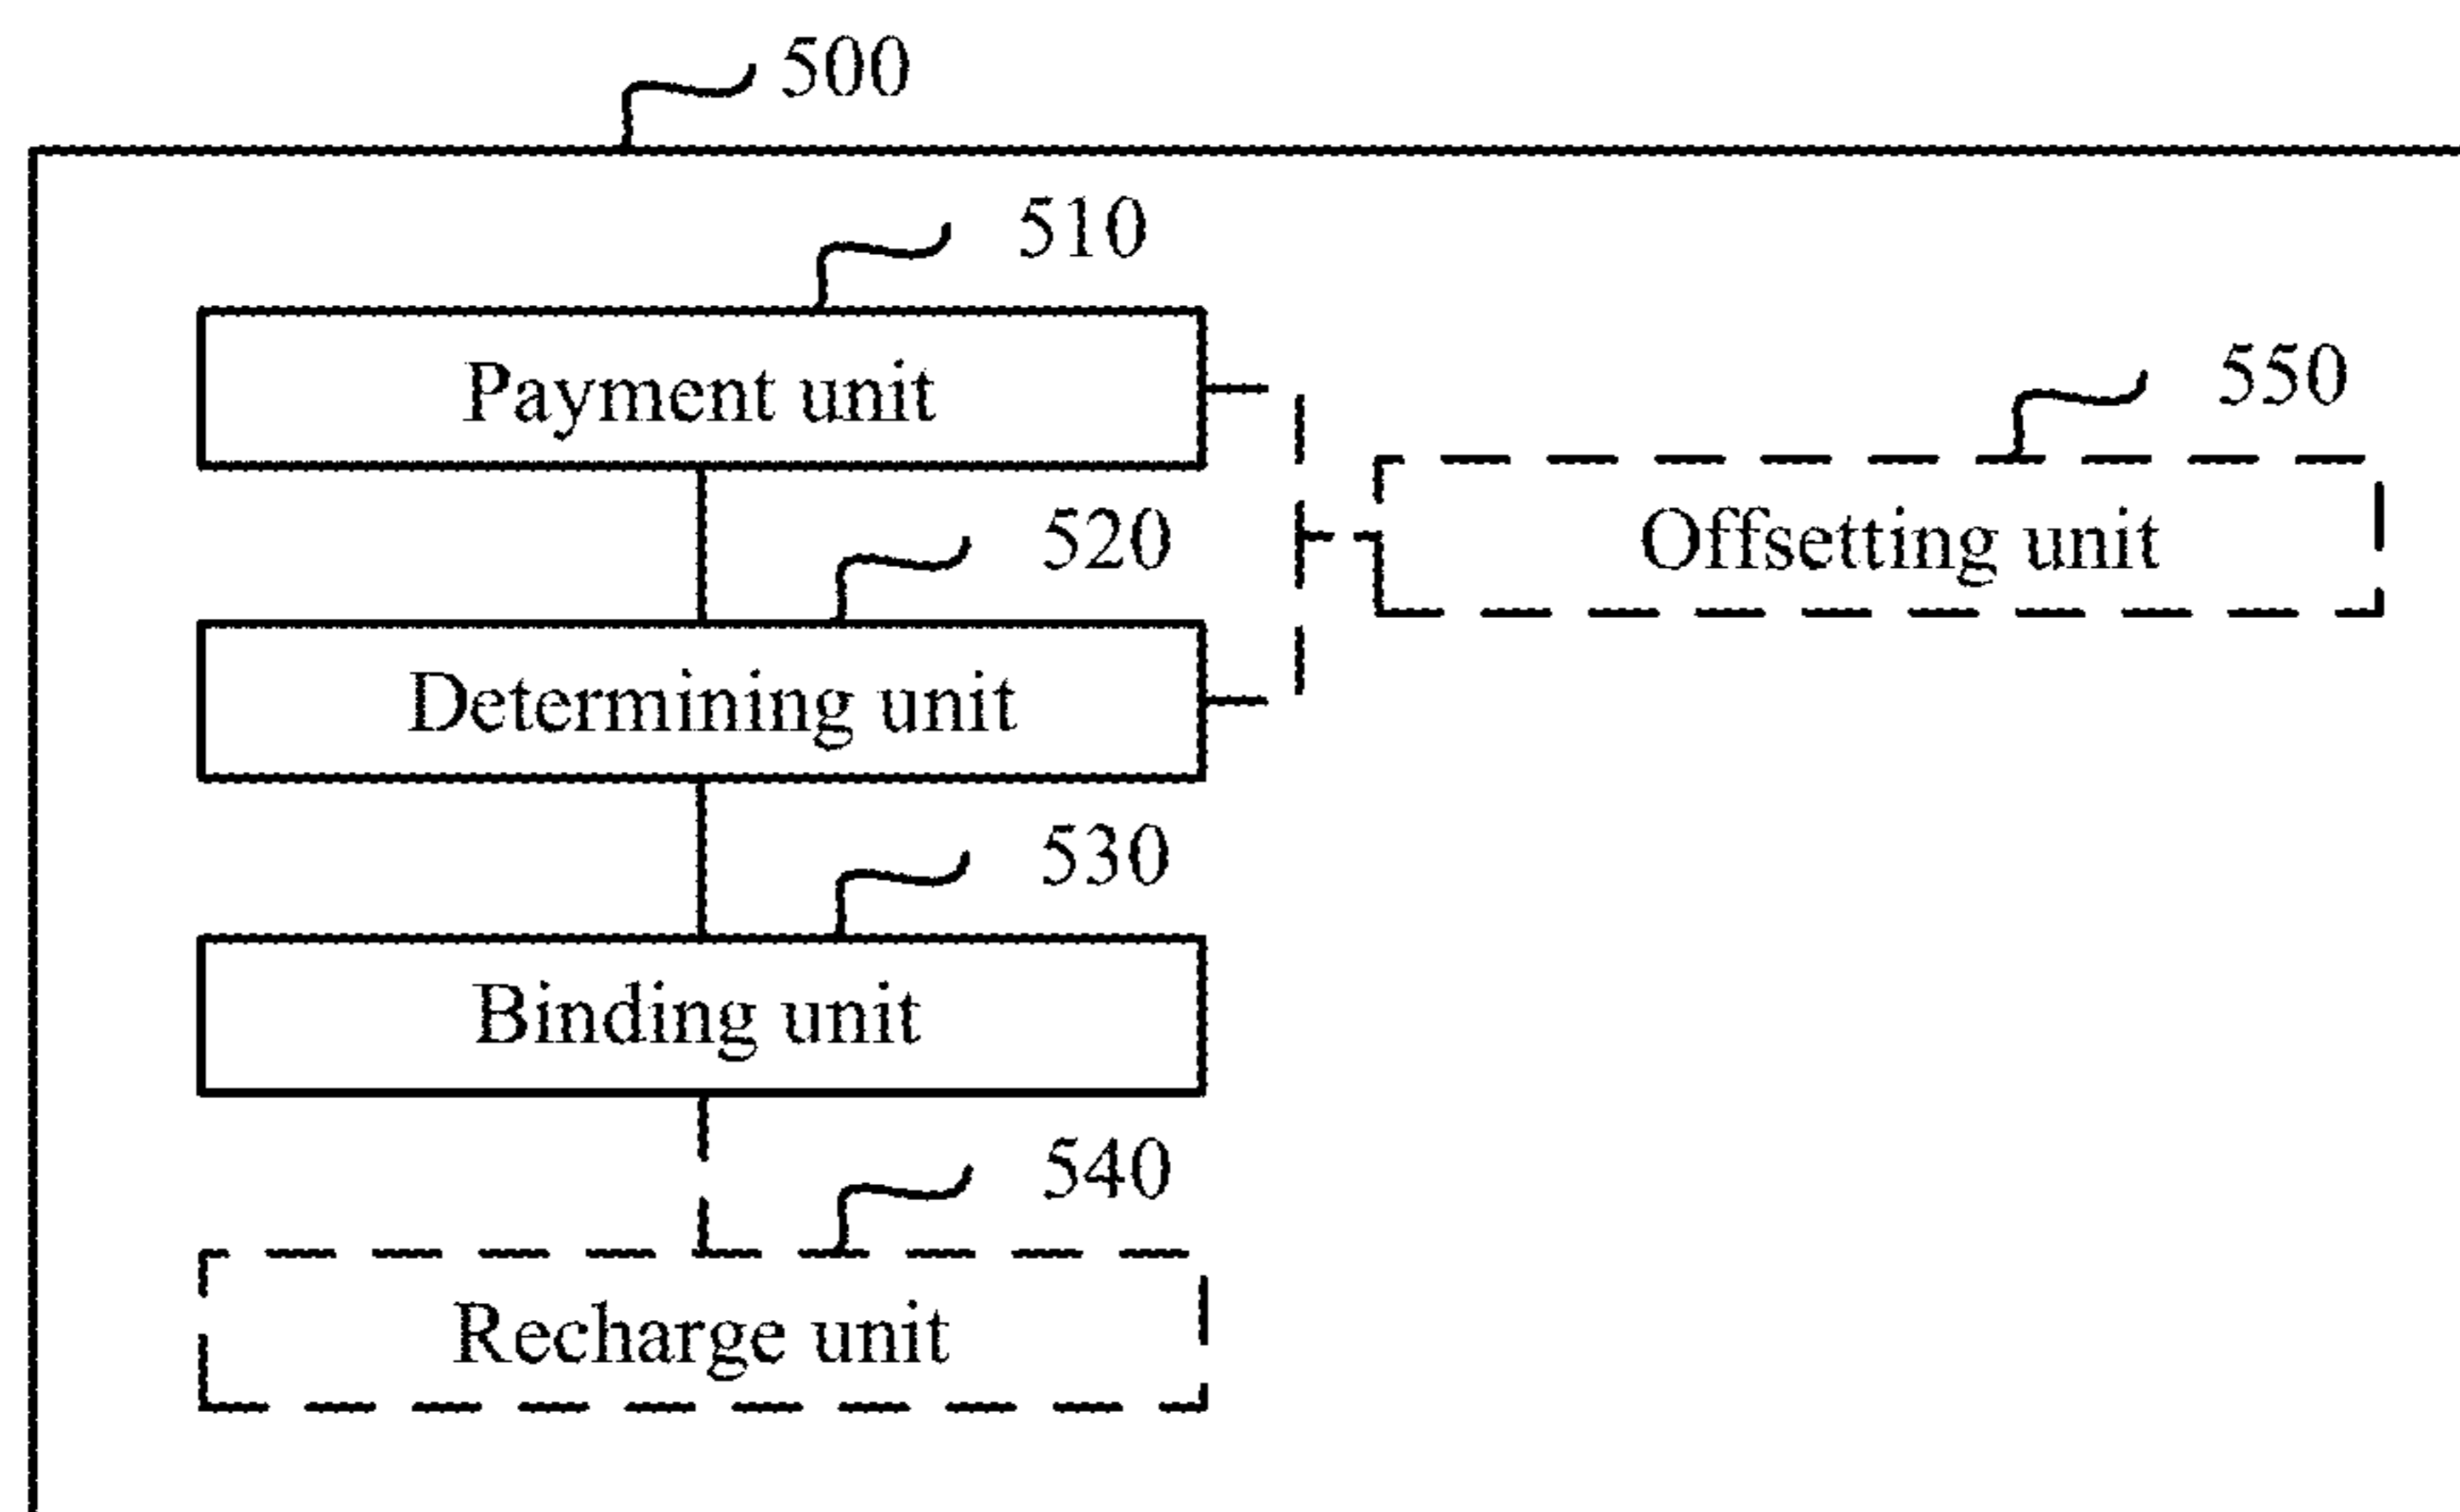 500
510
Payment unit
550
Offsetting unit
520
Determining unit
530
Binding unit
540
Recharge unit